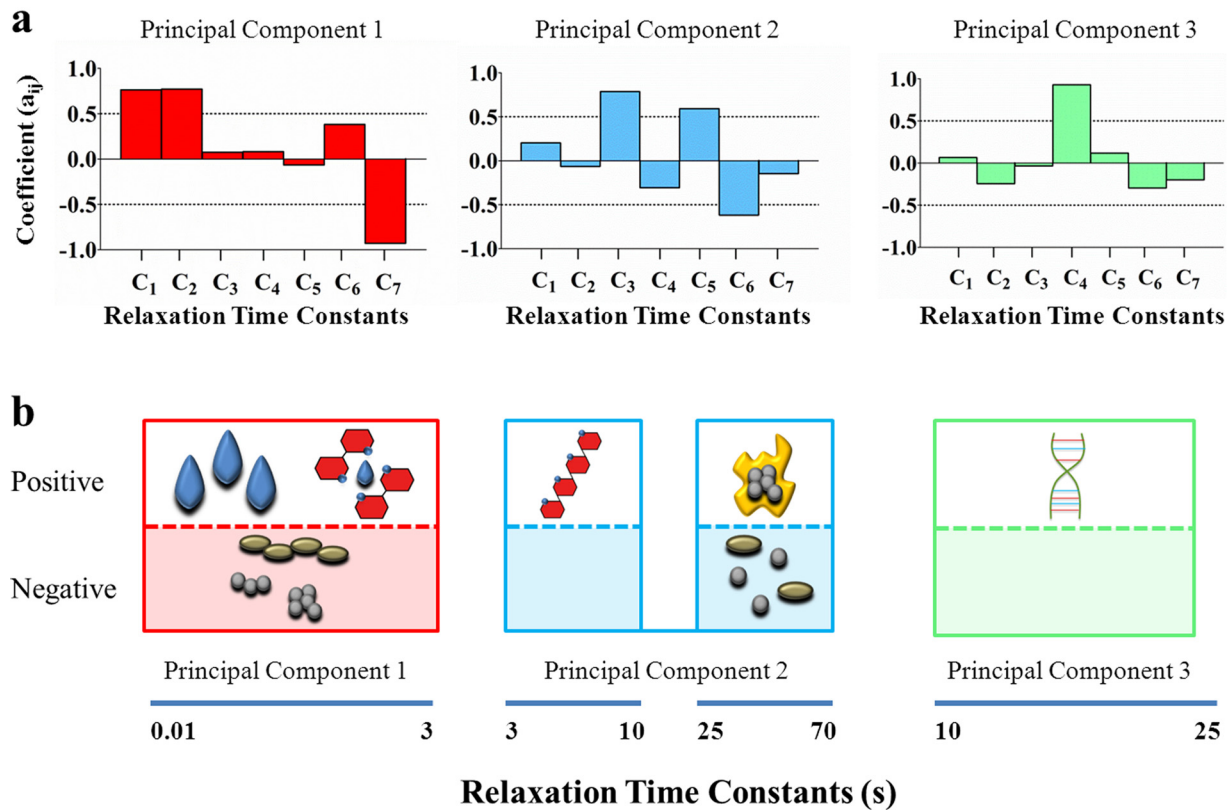 a
Principal Component 1
Principal Component 2
Principal Component 3
Coefficient (aij)
1.0
0.5
0.0
-0.5
-1.0
C1 C2 C3 C4 C5 C6 C7
Relaxation Time Constants
1.0
0.5
0.0
-0.5
-1.0
C1 C2 C3 C4 C5 C6 C7
Relaxation Time Constants
1.0
0.5
0.0
-0.5
-1.0
C1 C2 C3 C4 C5 C6 C7
Relaxation Time Constants
b
Positive
Negative
Principal Component 1
Principal Component 2
Principal Component 3
0.01 3 3 10 25 70 10 25
Relaxation Time Constants (s)